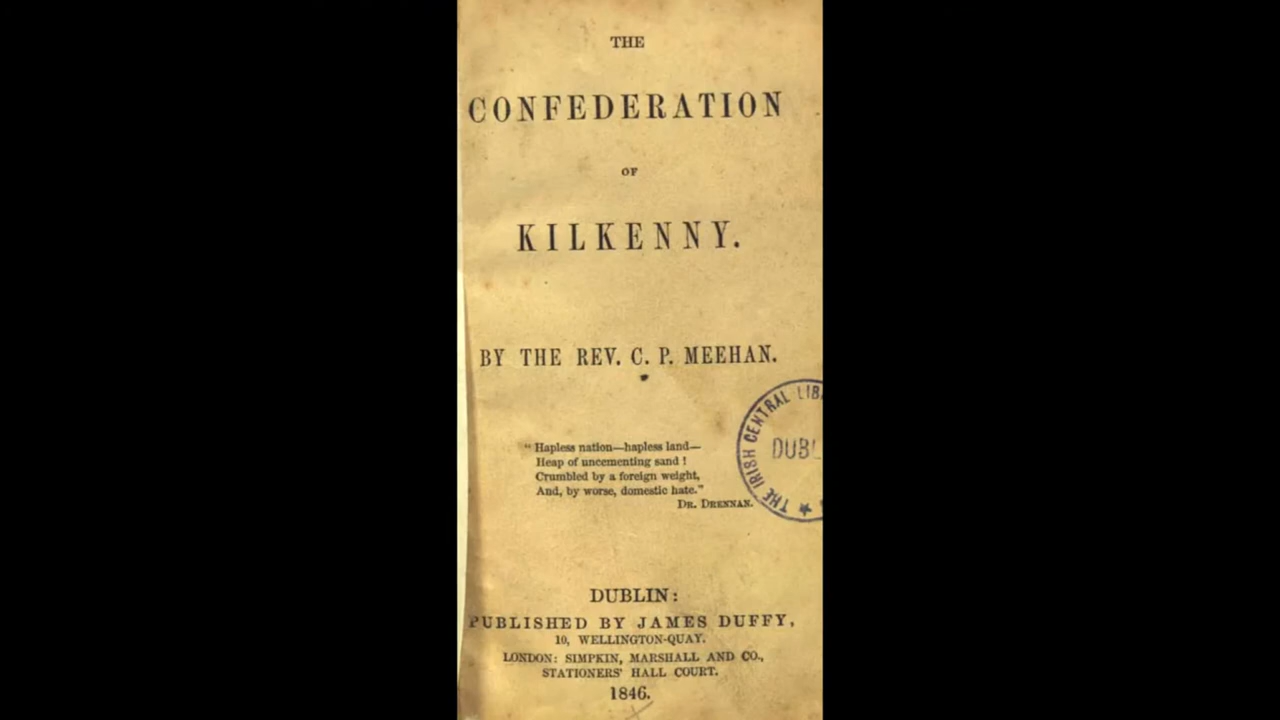 THE
CONFEDERATION
OF
KILKENNY.
BY THE REV. C. P. MEEHAN.
" Hapless nation—hapless land—
Heap of uncementing sand !
Crumbled by a foreign weight,
And, by worse, domestic hate."
DR. DRENNAN.
THE IRISH CENTRAL LIB
DUBL
DUBLIN:
PUBLISHED BY JAMES DUFFY,
10, WELLINGTON-QUAY.
LONDON: SIMPKIN, MARSHALL AND CO.,
STATIONERS' HALL COURT.
1846.